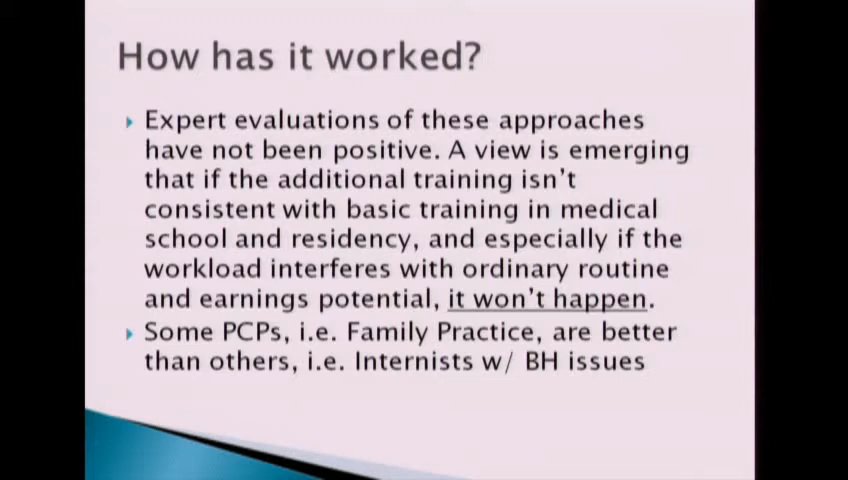 How has it worked?
Expert evaluations of these approaches
have not been positive. A view is emerging
that if the additional training isn't
consistent with basic training in medical
school and residency, and especially if the
workload interferes with ordinary routine
and earnings potential, it won't happen.
Some PCPs, i.e. Family Practice, are better
than others, i.e. Internists w/ BH issues